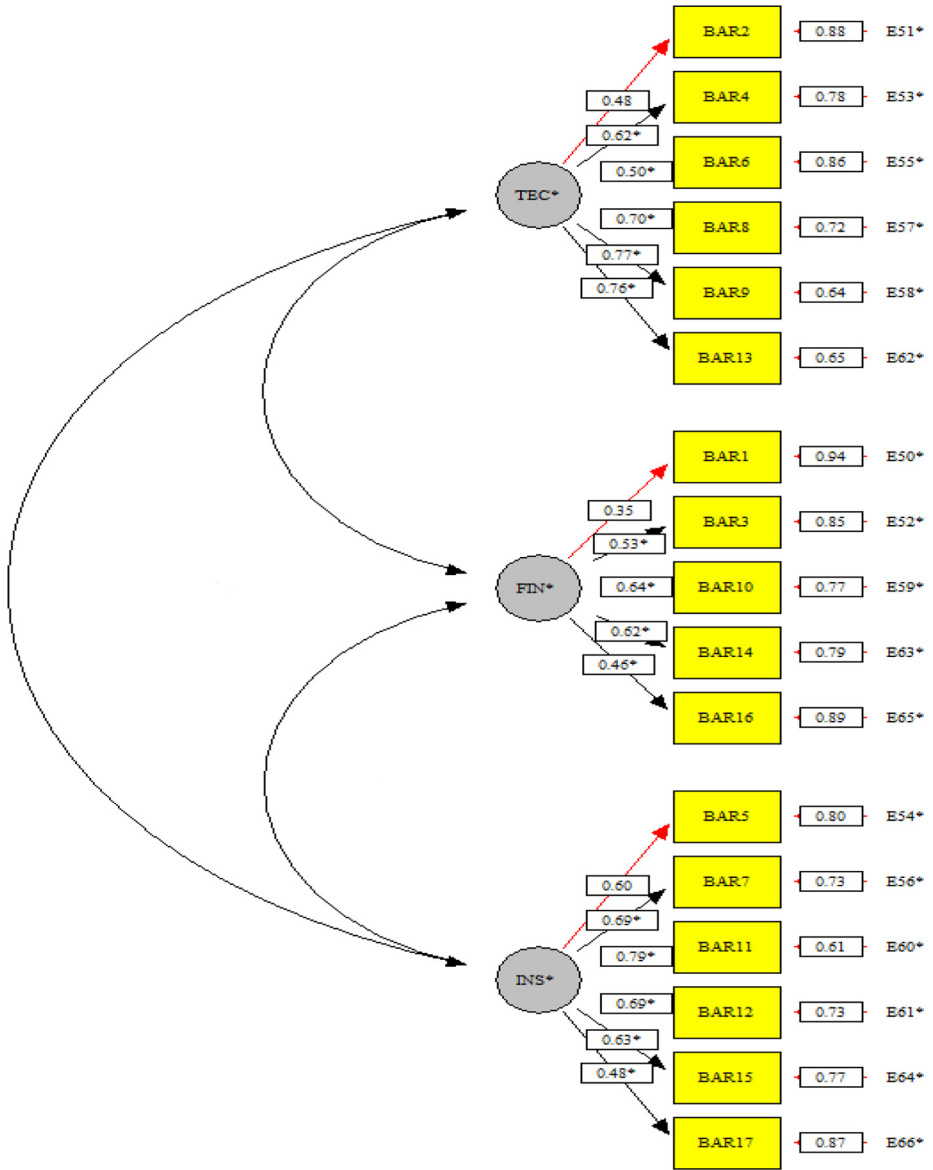 BAR2 0.88 E51*
0.48
BAR4 0.78 E53*
0.62*
BAR6 0.86 E55*
0.50*
TEC*
BAR8 0.72 E57*
0.70*
0.77*
BAR9 0.64 E58*
0.76*
BAR13 0.65 E62*
BAR1 0.94 E50*
0.35
BAR3 0.85 E52*
0.53*
FIN* 0.64* BAR10 0.77 E59*
0.62*
BAR14 0.79 E63*
0.46*
BAR16 0.89 E65*
BAR5 0.80 E54*
0.60
BAR7 0.73 E56*
0.69*
BAR11 0.61 E60*
0.79*
INS*
0.69*
BAR12 0.73 E61*
0.63*
BAR15 0.77 E64*
0.48*
BAR17 0.87 E66*